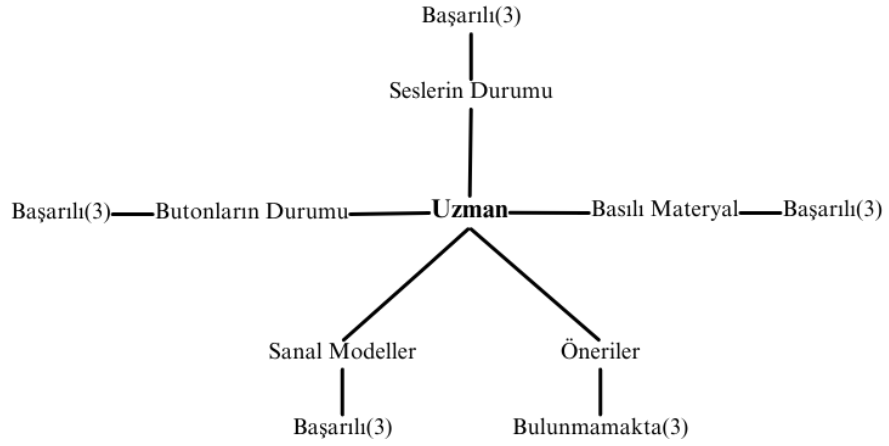 Başarılı(3)
Seslerin Durumu
Başarılı(3) Butonların Durumu Uzman Basılı Materyal Başarılı(3)
Sanal Modeller Öneriler
Başarılı(3) Bulunmamakta(3)